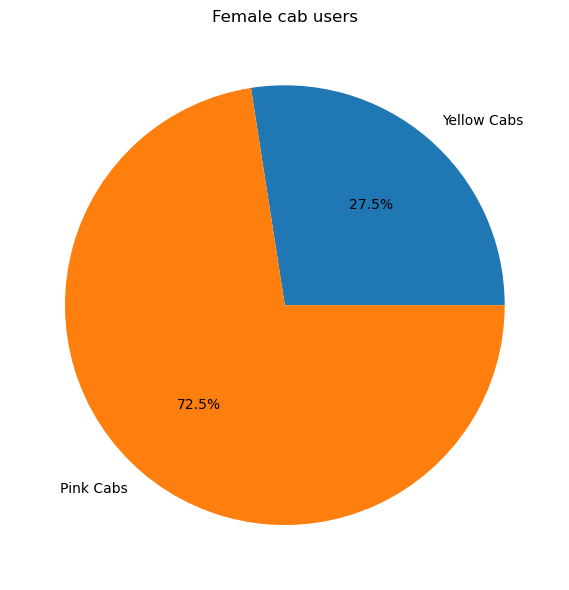 Female cab users
Yellow Cabs
27.5%
72.5%
Pink Cabs